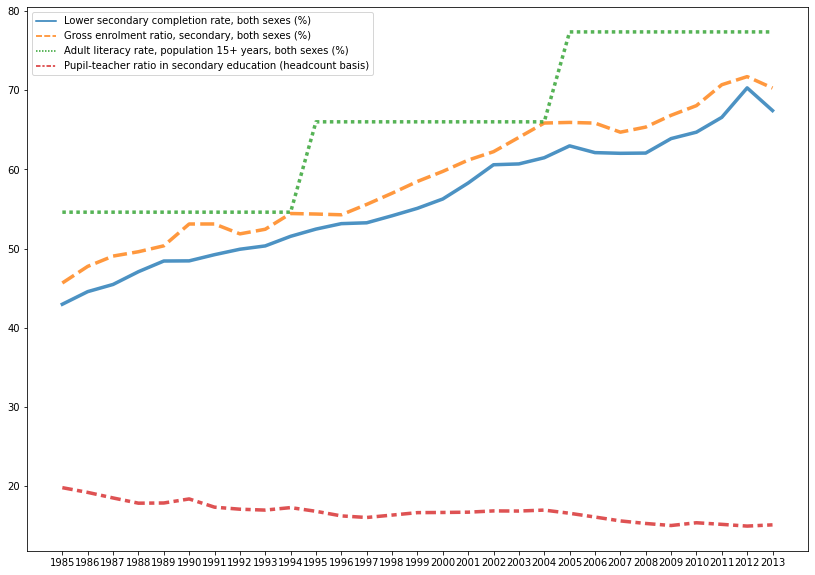 Lower secondary completion rate, both sexes (%)
Gross enrolment ratio, secondary, both sexes (%)
Adult literacy rate, population 15+ years, both sexes (%)
Pupil-teacher ratio in secondary education (headcount basis)
80
70
60
50
40
30
20
1985 1986 1987 1988 1989 1990 1991 1992 1993 1994 1995 1996 1997 1998 1999 2000 2001 2002 2003 2004 2005 2006 2007 2008 2009 2010 2011 2012 2013